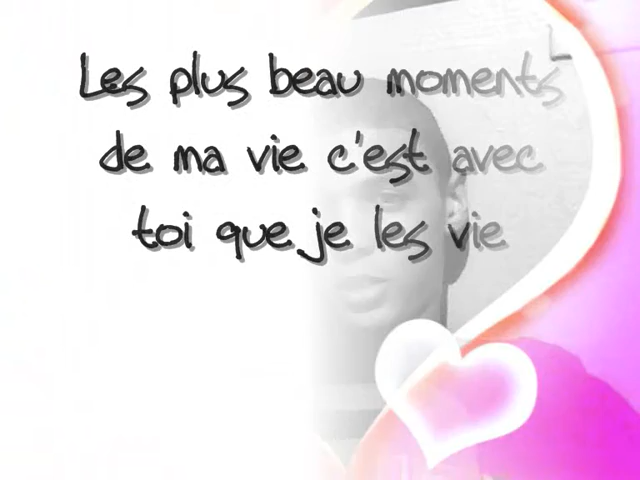 Les plus beau moments
de ma vie c'est avec
toi que je les vie